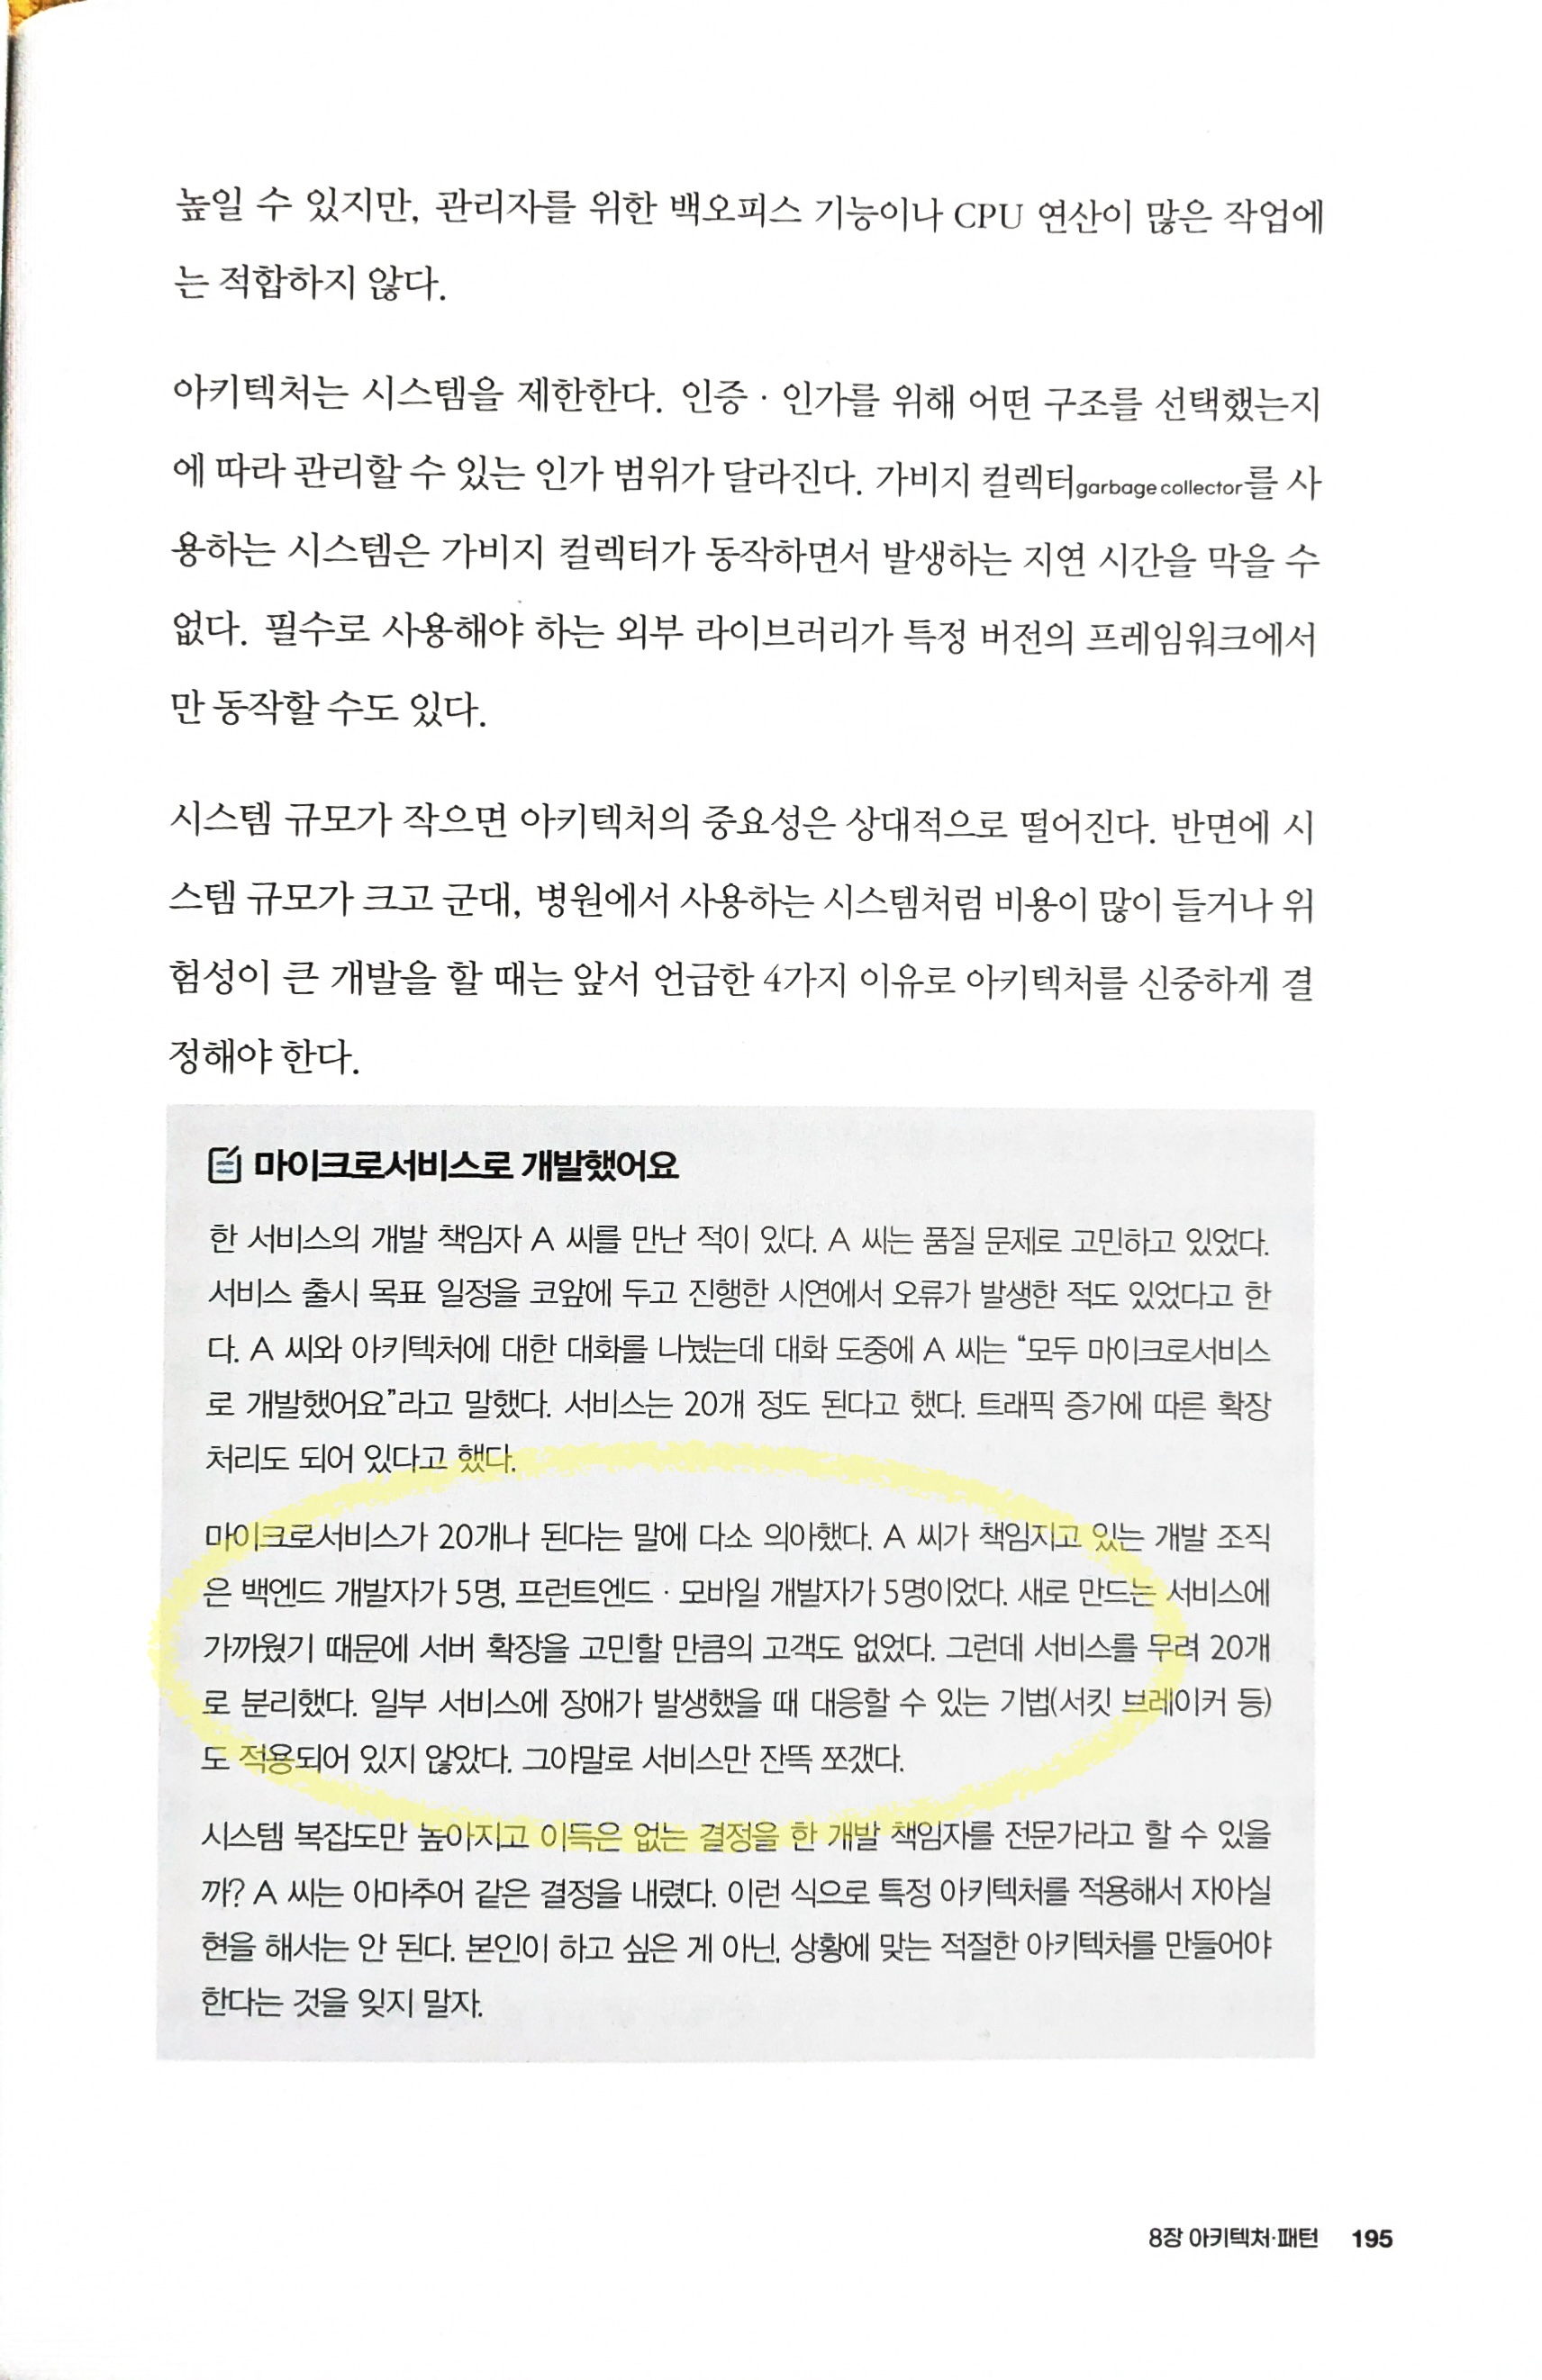 높일 수 있지만, 관리자를 위한 백오피스 기능이나 CPU 연산이 많은 작업에
는 적합하지 않다.
아키텍처는 시스템을 제한한다. 인증 · 인가를 위해 어떤 구조를 선택했는지
에 따라 관리할 수 있는 인가 범위가 달라진다. 가비지 컬렉터garbage collector를 사
용하는 시스템은 가비지 컬렉터가 동작하면서 발생하는 지연 시간을 막을 수
없다. 필수로 사용해야 하는 외부 라이브러리가 특정 버전의 프레임워크에서
만 동작할 수도 있다.
시스템 규모가 작으면 아키텍처의 중요성은 상대적으로 떨어진다. 반면에 시
스템 규모가 크고 군대, 병원에서 사용하는 시스템처럼 비용이 많이 들거나 위
험성이 큰 개발을 할 때는 앞서 언급한 4가지 이유로 아키텍처를 신중하게 결
정해야 한다.
마이크로서비스로 개발했어요
한 서비스의 개발 책임자 A 씨를 만난 적이 있다. A 씨는 품질 문제로 고민하고 있었다.
서비스 출시 목표 일정을 코앞에 두고 진행한 시연에서 오류가 발생한 적도 있었다고 한
다. A 씨와 아키텍처에 대한 대화를 나눴는데 대화 도중에 A 씨는 “모두 마이크로서비스
로 개발했어요”라고 말했다. 서비스는 20개 정도 된다고 했다. 트래픽 증가에 따른 확장
처리도 되어 있다고 했다.
마이크로서비스가 20개나 된다는 말에 다소 의아했다. A 씨가 책임지고 있는 개발 조직
은 백엔드 개발자가 5명, 프런트엔드 · 모바일 개발자가 5명이었다. 새로 만드는 서비스에
가까웠기 때문에 서버 확장을 고민할 만큼의 고객도 없었다. 그런데 서비스를 무려 20개
로 분리했다. 일부 서비스에 장애가 발생했을 때 대응할 수 있는 기법(서킷 브레이커 등)
도 적용되어 있지 않았다. 그야말로 서비스만 잔뜩 쪼갰다.
시스템 복잡도만 높아지고 이득은 없는 결정을 한 개발 책임자를 전문가라고 할 수 있을
까? A 씨는 아마추어 같은 결정을 내렸다. 이런 식으로 특정 아키텍처를 적용해서 자아실
현을 해서는 안 된다. 본인이 하고 싶은 게 아닌, 상황에 맞는 적절한 아키텍처를 만들어야
한다는 것을 잊지 말자.
8장 아키텍처·패턴 195